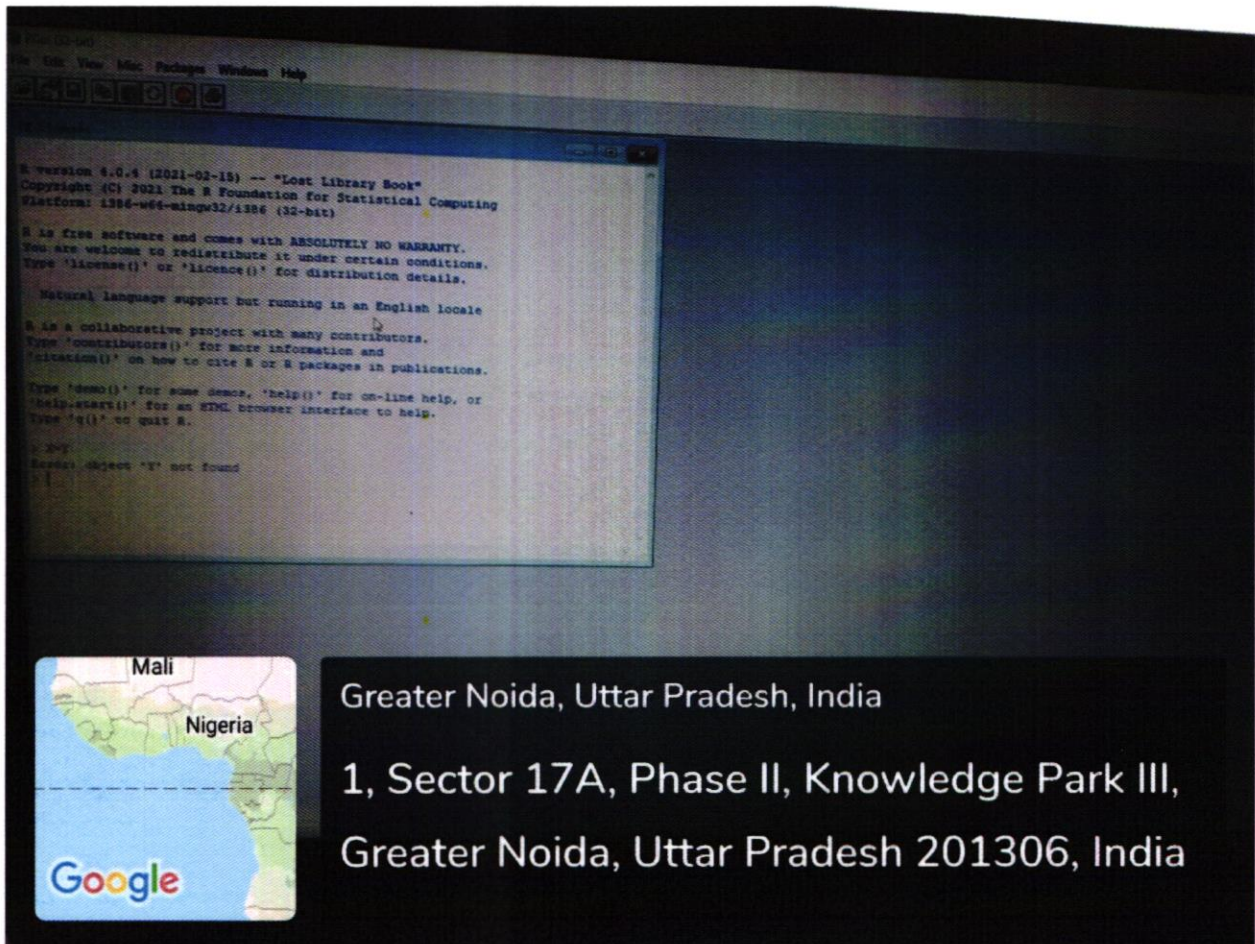 File Edit View Misc Packages Windows Help
R version 4.0.4 (2021-02-15) -- "Lost Library Book"
Copyright (C) 2021 The R Foundation for Statistical Computing
Platform: i386-w64-mingw32/i386 (32-bit)
R is free software and comes with ABSOLUTELY NO WARRANTY.
You are welcome to redistribute it under certain conditions.
Type 'license()' or 'licence()' for distribution details.
Natural language support but running in an English locale
R is a collaborative project with many contributors.
Type 'contributors()' for more information and
'citation()' on how to cite R or R packages in publications.
Type 'demo()' for some demos, 'help()' for on-line help, or
'help.start()' for an HTML browser interface to help.
Type 'q()' to quit R.
Error: object 'Y' not found
>
Mali
Nigeria
Google
Greater Noida, Uttar Pradesh, India
1, Sector 17A, Phase II, Knowledge Park III,
Greater Noida, Uttar Pradesh 201306, India